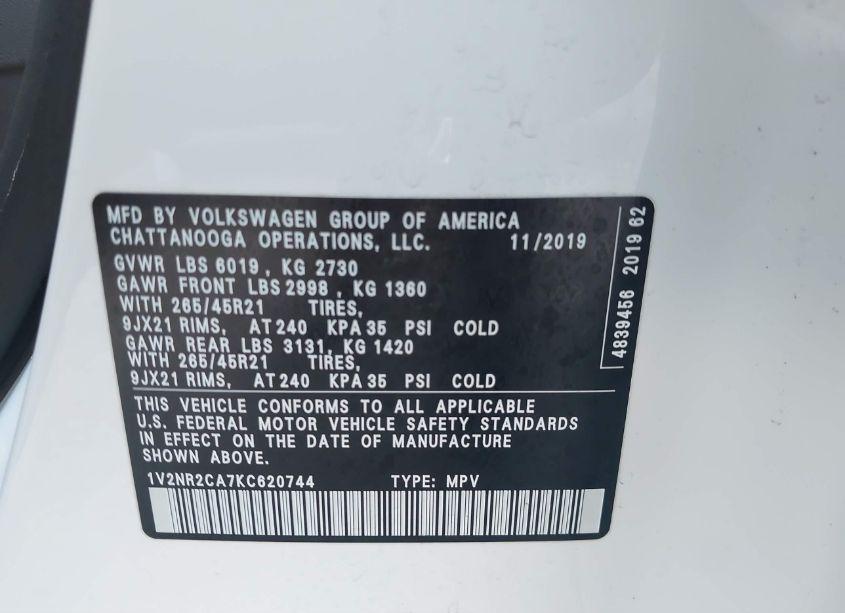 MFD BY VOLKSWAGEN GROUP OF AMERICA
CHATTANOOGA OPERATIONS, LLC. 11/2019
GVWR LBS 6019 , KG 2730
GAWR FRONT LBS 2998 , KG 1360
WITH 265/45R21 TIRES,
9JX21 RIMS, AT 240 KPA 35 PSI COLD
GAWR REAR LBS 3131, KG 1420
WITH 265/45R21 TIRES,
9JX21 RIMS, AT 240 KPA 35 PSI COLD
THIS VEHICLE CONFORMS TO ALL APPLICABLE
U.S. FEDERAL MOTOR VEHICLE SAFETY STANDARDS
IN EFFECT ON THE DATE OF MANUFACTURE
SHOWN ABOVE.
1V2NR2CA7KC620744 TYPE: MPV
4839456 2019 62